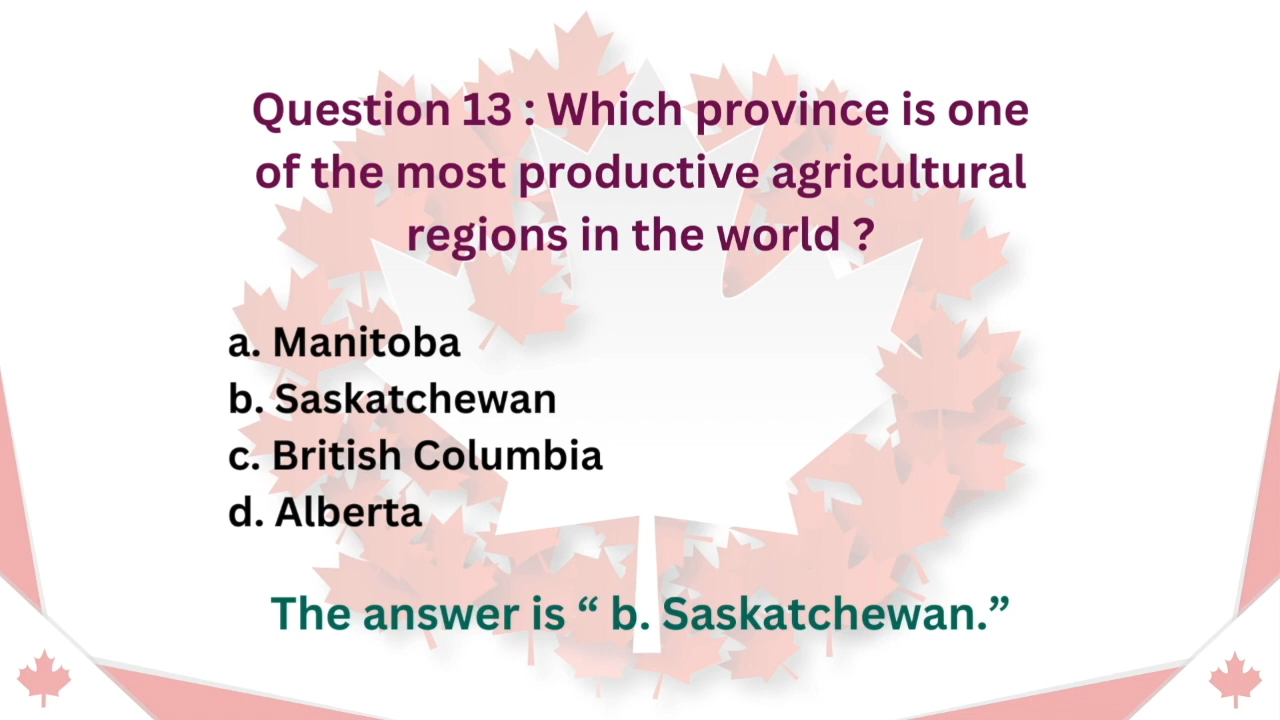 Question 13 : Which province is one
of the most productive agricultural
regions in the world ?
a. Manitoba
b. Saskatchewan
c. British Columbia
d. Alberta
The answer is “ b. Saskatchewan.”